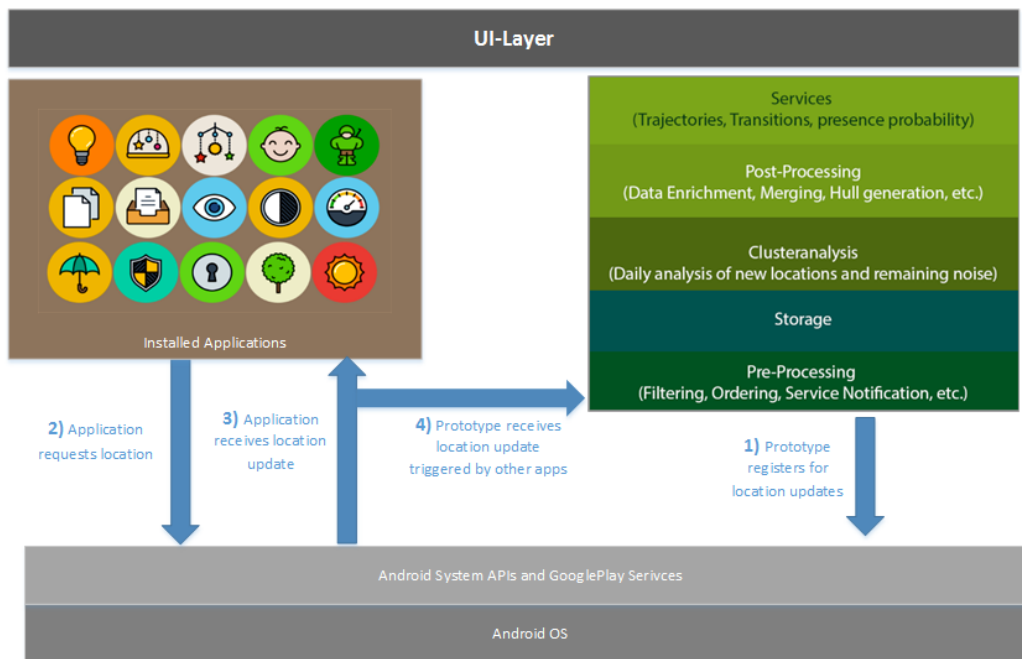 UI-Layer
Services
(Trajectories, Transitions, presence probability)
Post-Processing
(Data Enrichment, Merging, Hull generation, etc.)
Clusteranalysis
(Daily analysis of new locations and remaining noise)
Storage
Pre-Processing
(Filtering, Ordering, Service Notification, etc.)
Installed Applications
2) Application
requests location
3) Application
receives location
update
4) Prototype receives
location update
triggered by other apps
1) Prototype
registers for
location updates
Android System APIs and GooglePlay Serivces
Android OS